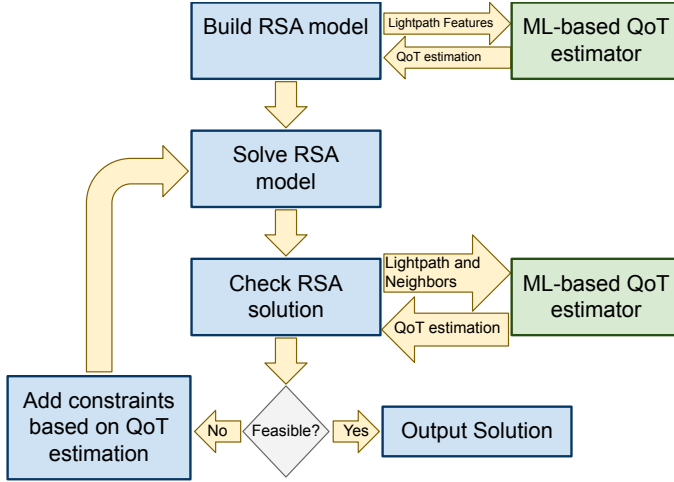 Build RSA model
Lightpath Features
QoT estimation
ML-based QoT
estimator
Solve RSA
model
Check RSA
solution
Lightpath and
Neighbors
QoT estimation
ML-based QoT
estimator
Add constraints
based on QoT
estimation
No
Feasible?
Yes
Output Solution